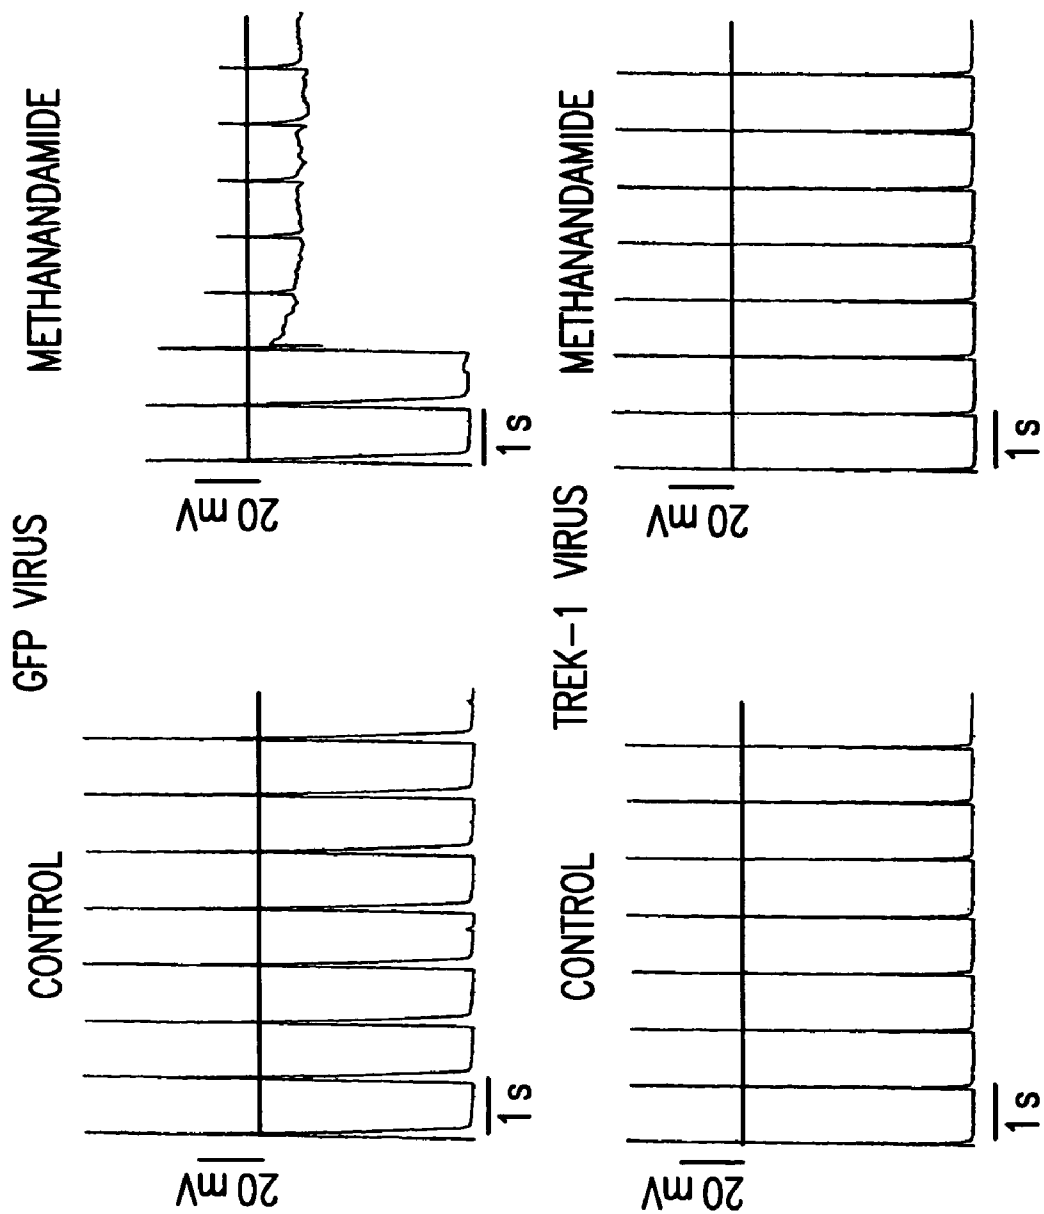 GFP VIRUS
CONTROL
METHANANDAMIDE
20 mV
1 s
20 mV
1 s
TREK-1 VIRUS
CONTROL
METHANANDAMIDE
20 mV
1 s
20 mV
1 s